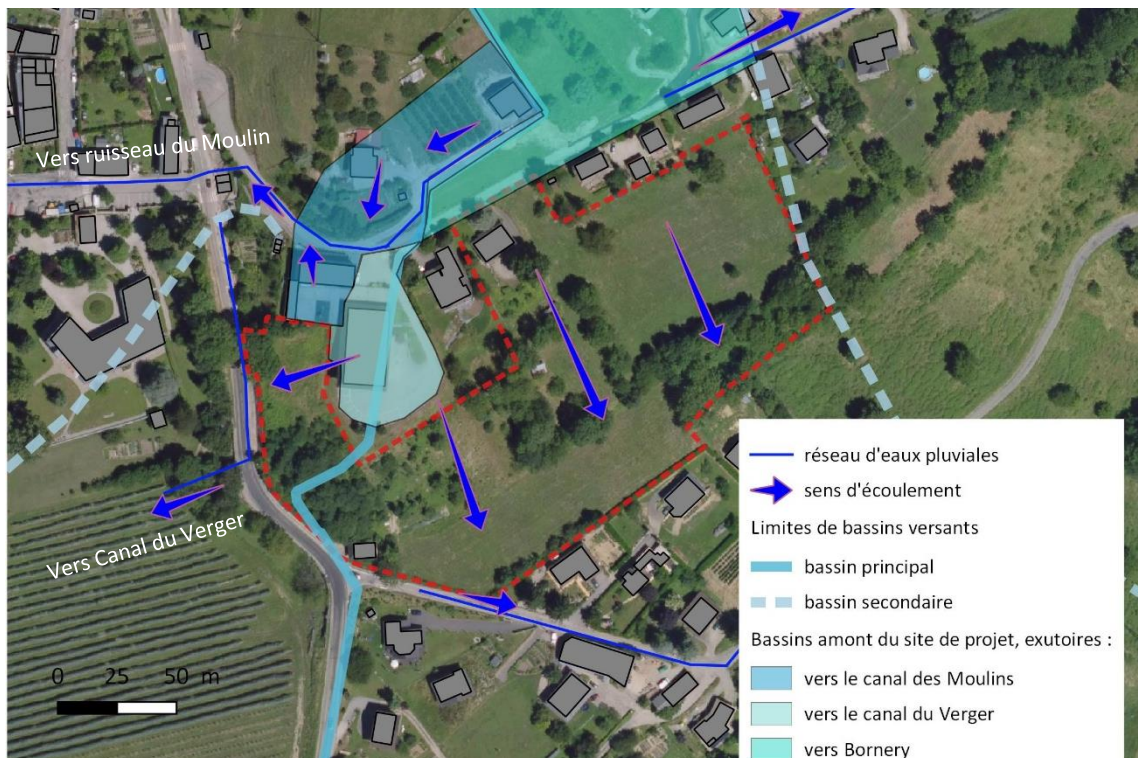 Vers ruisseau du Moulin
Vers Canal du Verger
0 25 50 m
réseau d'eaux pluviales
sens d'écoulement
Limites de bassins versants
bassin principal
bassin secondaire
Bassins amont du site de projet, exutoires :
vers le canal des Moulins
vers le canal du Verger
vers Bornery